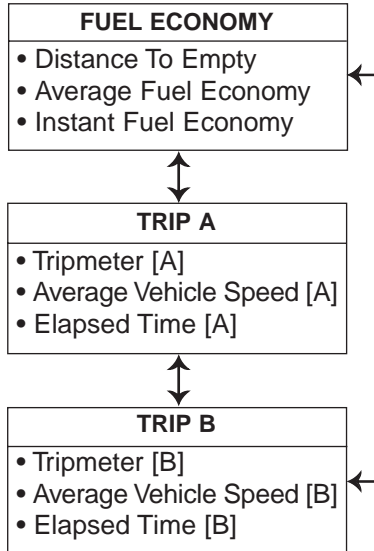 FUEL ECONOMY
• Distance To Empty
• Average Fuel Economy
• Instant Fuel Economy
TRIP A
• Tripmeter [A]
• Average Vehicle Speed [A]
• Elapsed Time [A]
TRIP B
• Tripmeter [B]
• Average Vehicle Speed [B]
• Elapsed Time [B]